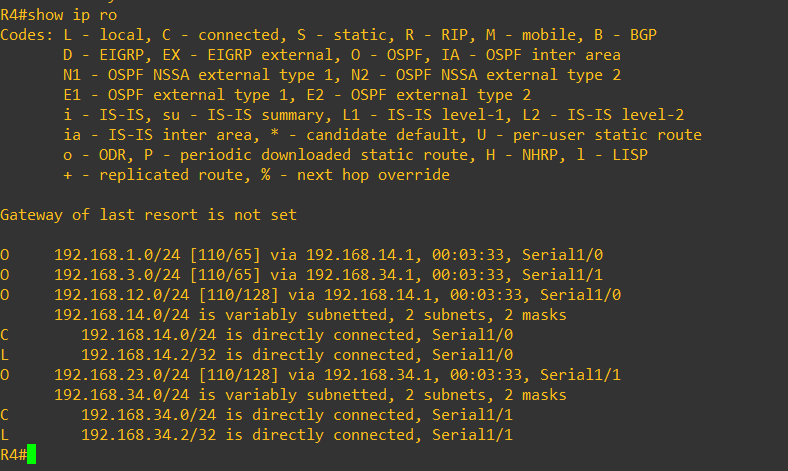 R4#show ip ro
Codes: L - local, C - connected, S - static, R - RIP, M - mobile, B - BGP
       D - EIGRP, EX - EIGRP external, O - OSPF, IA - OSPF inter area
       N1 - OSPF NSSA external type 1, N2 - OSPF NSSA external type 2
       E1 - OSPF external type 1, E2 - OSPF external type 2
       i - IS-IS, su - IS-IS summary, L1 - IS-IS level-1, L2 - IS-IS level-2
       ia - IS-IS inter area, * - candidate default, U - per-user static route
       o - ODR, P - periodic downloaded static route, H - NHRP, l - LISP
       + - replicated route, % - next hop override
Gateway of last resort is not set
O     192.168.1.0/24 [110/65] via 192.168.14.1, 00:03:33, Serial1/0
O     192.168.3.0/24 [110/65] via 192.168.34.1, 00:03:33, Serial1/1
O     192.168.12.0/24 [110/128] via 192.168.14.1, 00:03:33, Serial1/0
      192.168.14.0/24 is variably subnetted, 2 subnets, 2 masks
C        192.168.14.0/24 is directly connected, Serial1/0
L        192.168.14.2/32 is directly connected, Serial1/0
O     192.168.23.0/24 [110/128] via 192.168.34.1, 00:03:33, Serial1/1
      192.168.34.0/24 is variably subnetted, 2 subnets, 2 masks
C        192.168.34.0/24 is directly connected, Serial1/1
L        192.168.34.2/32 is directly connected, Serial1/1
R4#